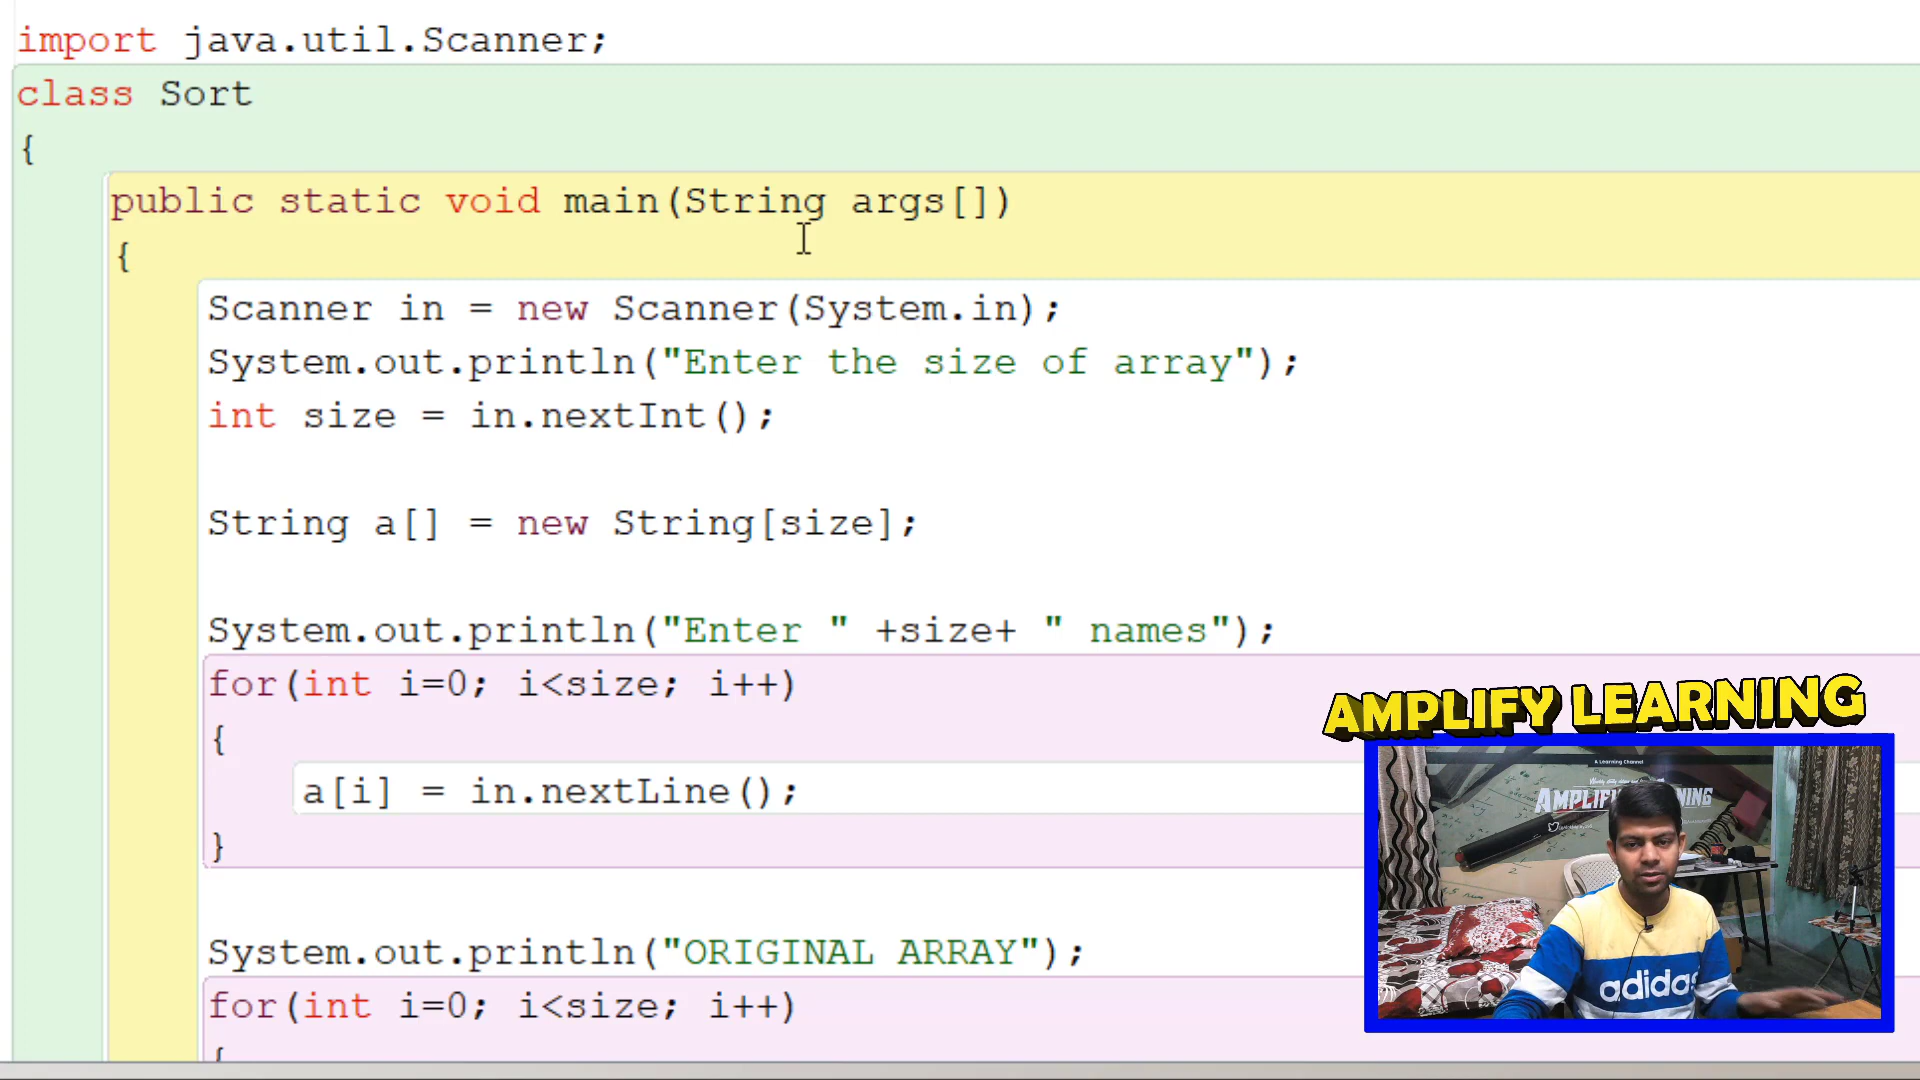 import java.util.Scanner;
class Sort
{
public static void main(String args[])
{
Scanner in = new Scanner(System.in);
System.out.println("Enter the size of array");
int size = in.nextInt();
String a[] = new String[size];
System.out.println("Enter " +size+ " names");
for(int i=0; i<size; i++)
{
a[i] = in.nextLine();
}
System.out.println("ORIGINAL ARRAY");
for(int i=0; i<size; i++)
{
AMPLIFY LEARNING
A Learning Channel
adidas